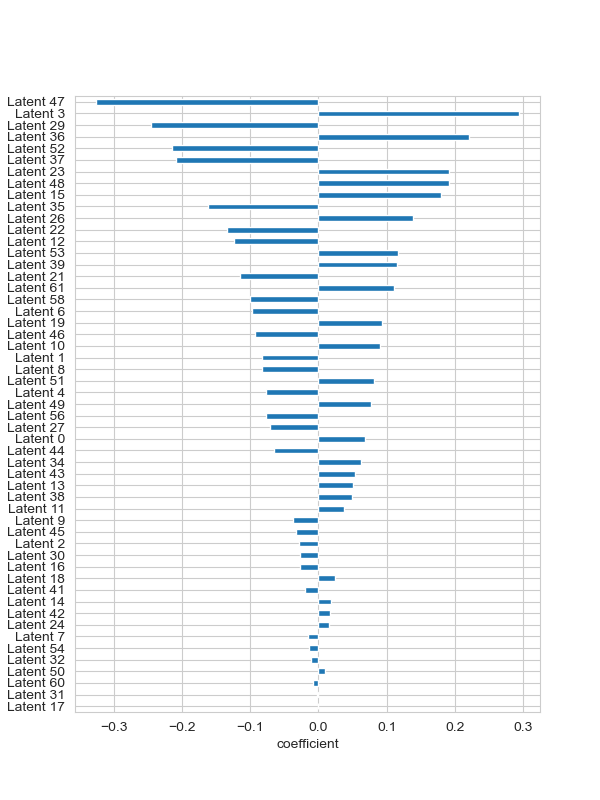 Latent 47
Latent 3
Latent 29
Latent 36
Latent 52
Latent 37
Latent 23
Latent 48
Latent 15
Latent 35
Latent 26
Latent 22
Latent 12
Latent 53
Latent 39
Latent 21
Latent 61
Latent 58
Latent 6
Latent 19
Latent 46
Latent 10
Latent 1
Latent 8
Latent 51
Latent 4
Latent 49
Latent 56
Latent 27
Latent 0
Latent 44
Latent 34
Latent 43
Latent 13
Latent 38
Latent 11
Latent 9
Latent 45
Latent 2
Latent 30
Latent 16
Latent 18
Latent 41
Latent 14
Latent 42
Latent 24
Latent 7
Latent 54
Latent 32
Latent 50
Latent 60
Latent 31
Latent 17
−0.3 −0.2 −0.1 0.0 0.1 0.2 0.3
coefficient